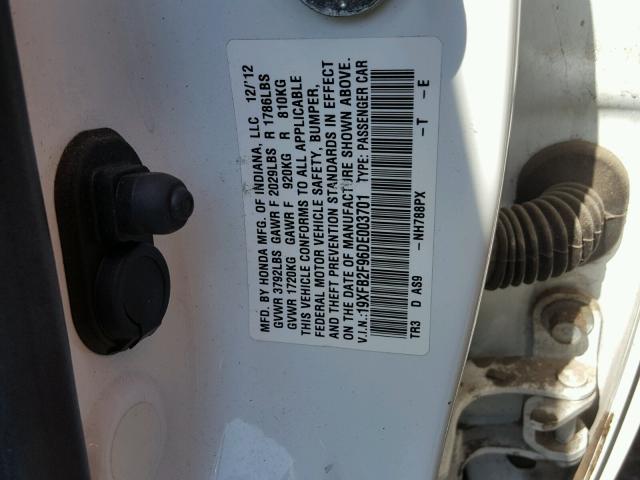 MFD. BY HONDA MFG. OF INDIANA, LLC 12/'12
GVWR 3792LBS GAWR F 2029LBS R 1786LBS
GVWR 1720KG GAWR F 920KG R 810KG
THIS VEHICLE CONFORMS TO ALL APPLICABLE
FEDERAL MOTOR VEHICLE SAFETY, BUMPER,
AND THEFT PREVENTION STANDARDS IN EFFECT
ON THE DATE OF MANUFACTURE SHOWN ABOVE.
V.I.N.:19XFB2F96DE003701 TYPE: PASSENGER CAR
TR3 D AS9 -NH788PX -T -E